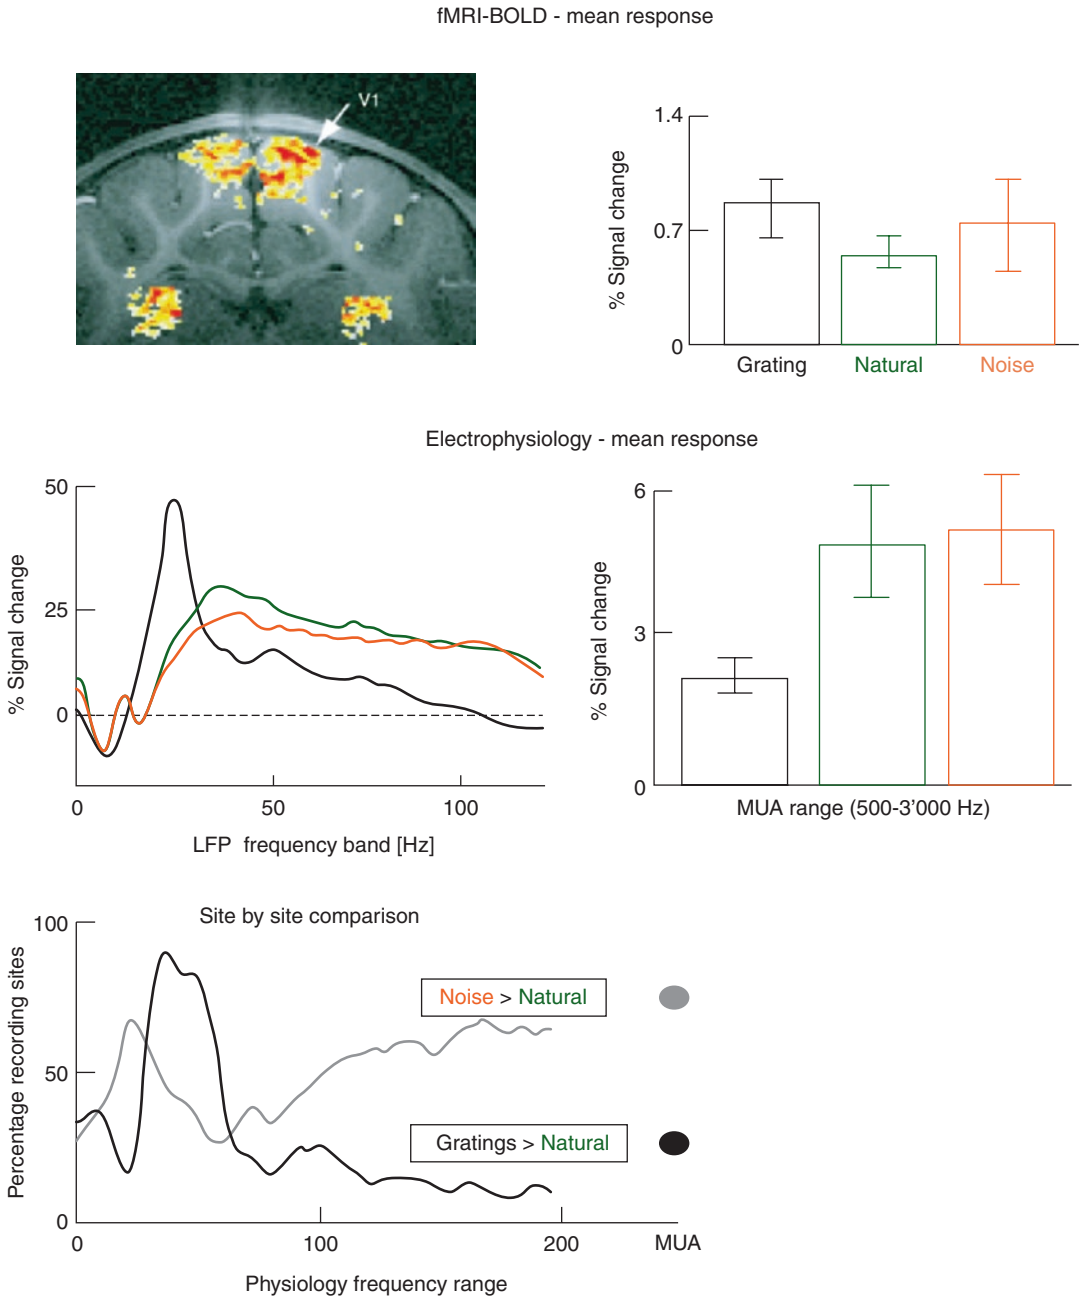 fMRI-BOLD - mean response
V1
1.4
0.7
0
% Signal change
Grating
Natural
Noise
Electrophysiology - mean response
50
25
0
% Signal change
0
50
100
LFP frequency band [Hz]
6
3
0
% Signal change
MUA range (500-3'000 Hz)
Site by site comparison
100
50
0
Percentage recording sites
Noise > Natural
Gratings > Natural
0
100
200
MUA
Physiology frequency range